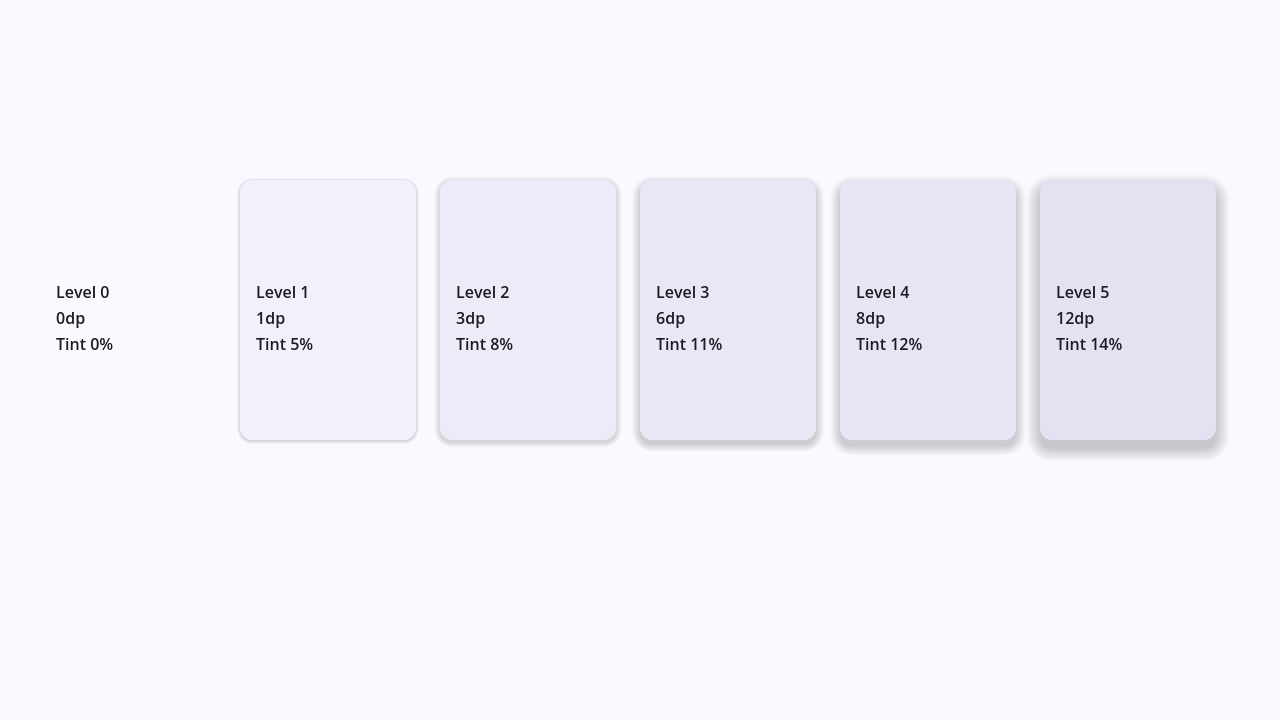 Level 0
0dp
Tint 0%
Level 1
1dp
Tint 5%
Level 2
3dp
Tint 8%
Level 3
6dp
Tint 11%
Level 4
8dp
Tint 12%
Level 5
12dp
Tint 14%